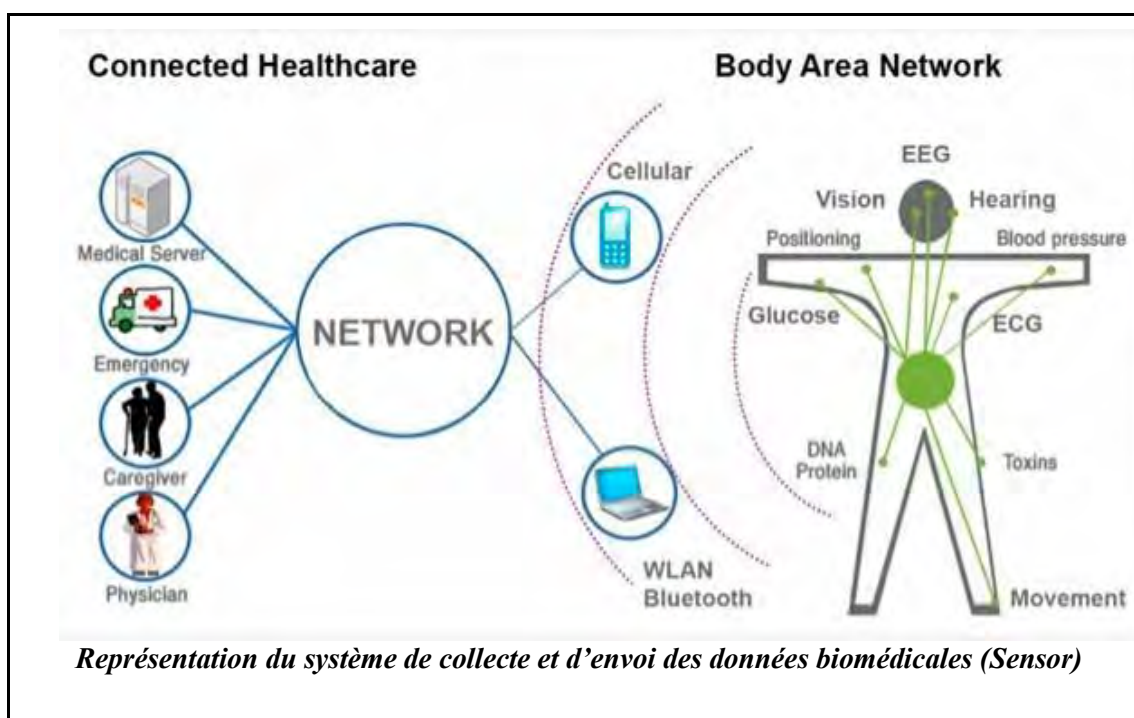 Connected Healthcare
Body Area Network
Medical Server
Emergency
Caregiver
Physician
NETWORK
Cellular
WLAN
Bluetooth
EEG
Vision
Hearing
Positioning
Blood pressure
Glucose
ECG
DNA
Protein
Toxins
Movement
Représentation du système de collecte et d'envoi des données biomédicales (Sensor)